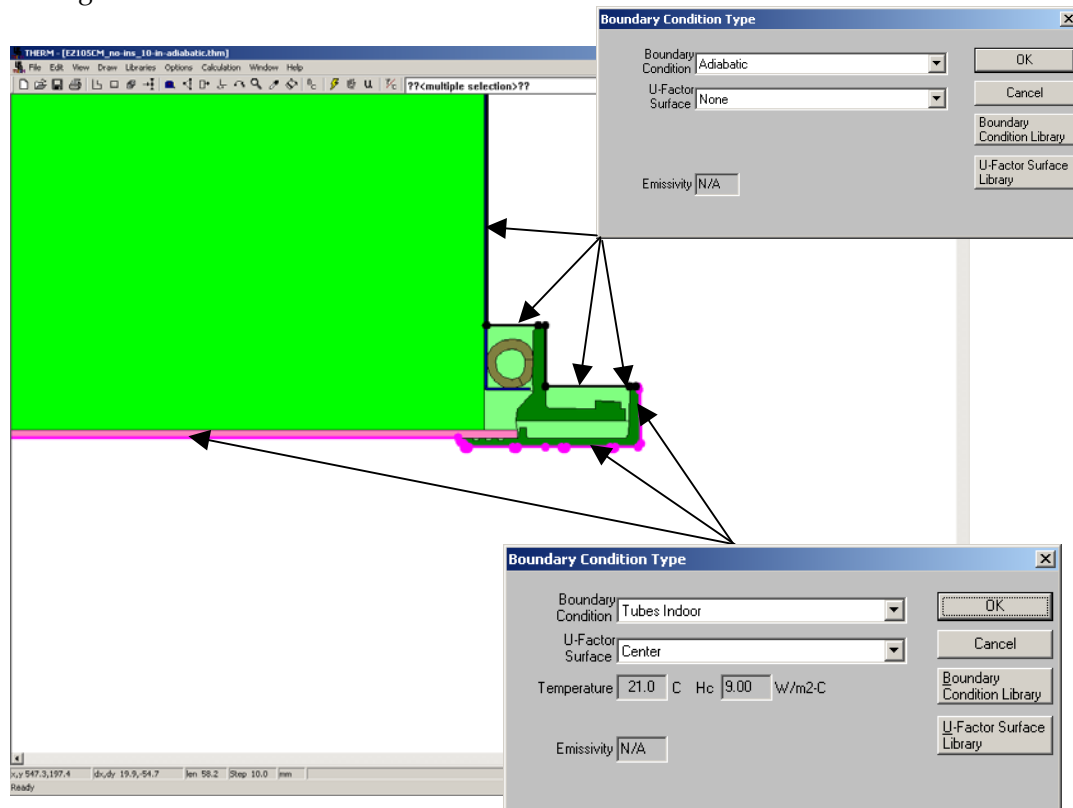 Boundary Condition Type
Boundary Condition Adiabatic
OK
U-Factor Surface None
Cancel
Boundary Condition Library
U-Factor Surface Library
Emissivity N/A
THERM - [EZ10SCM_no-ins_10-in-adiabatic.thm]
File Edit View Draw Libraries Options Calculation Window Help
??<multiple selection>??
Boundary Condition Type
Boundary Condition Tubes Indoor
OK
U-Factor Surface Center
Cancel
Temperature 21.0 C Hc 9.00 W/m2-C
Boundary Condition Library
U-Factor Surface Library
Emissivity N/A
x,y 547.3,197.4 dx,dy 19.9,-54.7 len 58.2 Step 10.0 mm
Ready